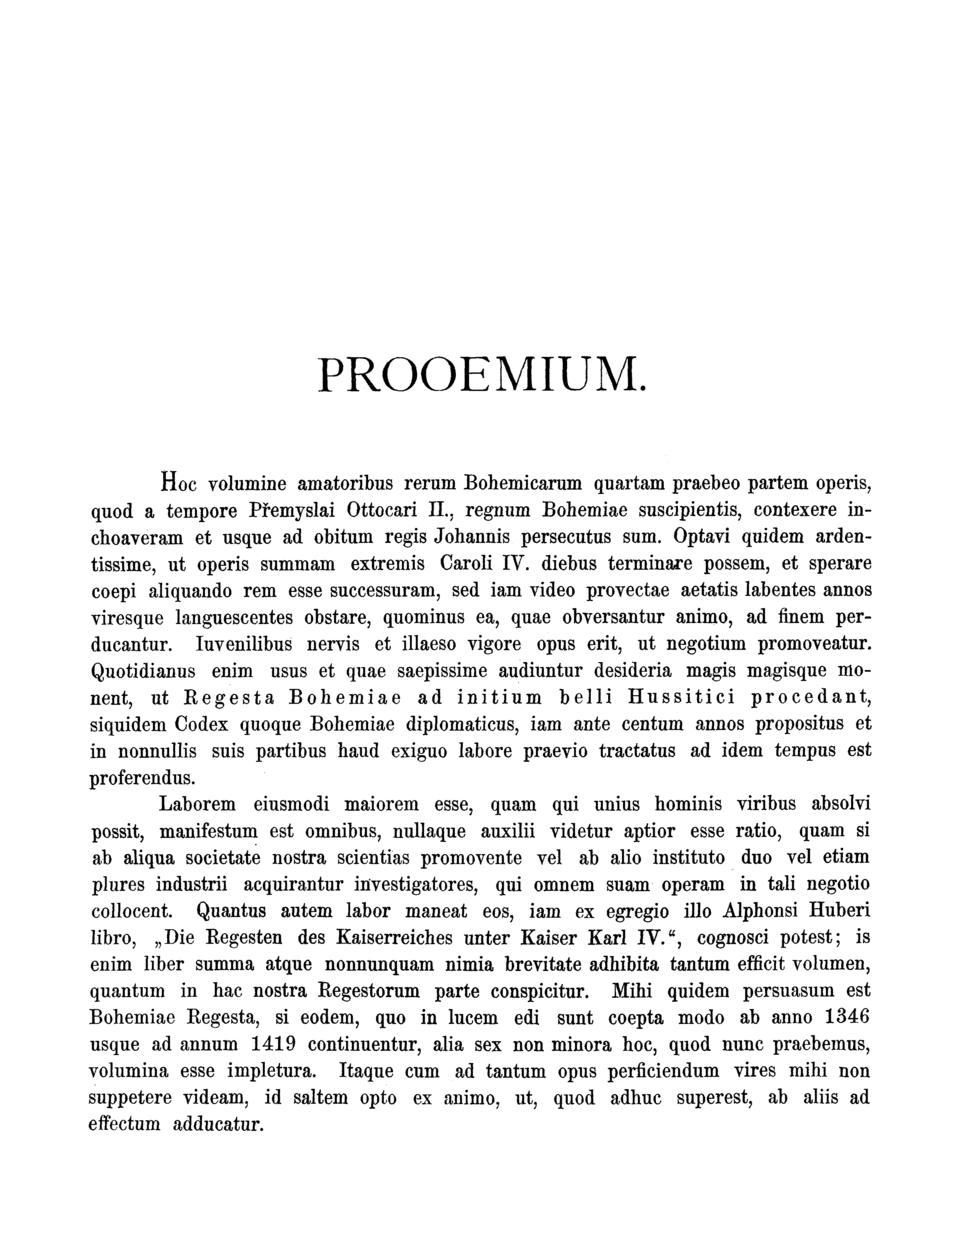 PROOEMIUM.
Hoc volumine amatoribus rerum Bohemicarum quartam praebeo partem operis,
quod a tempore Přemyslai Ottocari II., regnum Bohemiae suscipientis, contexere in-
choaveram et usque ad obitum regis Johannis persecutus sum. Optavi quidem arden-
tissime, ut operis summam extremis Caroli IV. diebus terminare possem, et sperare
coepi aliquando rem esse successuram, sed iam video provectae aetatis labentes annos
viresque languescentes obstare, quominus ea, quae obversantur animo, ad finem per-
ducantur. Iuvenilibus nervis et illaeso vigore opus erit, ut negotium promoveatur.
Quotidianus enim usus et quae saepissime audiuntur desideria magis magisque mo-
nent, ut Regesta Bohemiae ad initium belli Hussitici procedant,
siquidem Codex quoque Bohemiae diplomaticus, iam ante centum annos propositus et
in nonnullis suis partibus haud exiguo labore praevio tractatus ad idem tempus est
proferendus.
Laborem eiusmodi maiorem esse, quam qui unius hominis viribus absolvi
possit, manifestum est omnibus, nullaque auxilii videtur aptior esse ratio, quam si
ab aliqua societate nostra scientias promovente vel ab alio instituto duo vel etiam
plures industrii acquirantur investigatores, qui omnem suam operam in tali negotio
collocent. Quantus autem labor maneat eos, iam ex egregio illo Alphonsi Huberi
libro, „Die Regesten des Kaiserreiches unter Kaiser Karl IV.“, cognosci potest; is
enim liber summa atque nonnunquam nimia brevitate adhibita tantum efficit volumen,
quantum in hac nostra Regestorum parte conspicitur. Mihi quidem persuasum est
Bohemiae Regesta, si eodem, quo in lucem edi sunt coepta modo ab anno 1346
usque ad annum 1419 continuentur, alia sex non minora hoc, quod nunc praebemus,
volumina esse impletura. Itaque cum ad tantum opus perficiendum vires mihi non
suppetere videam, id saltem opto ex animo, ut, quod adhuc superest, ab aliis ad
effectum adducatur.